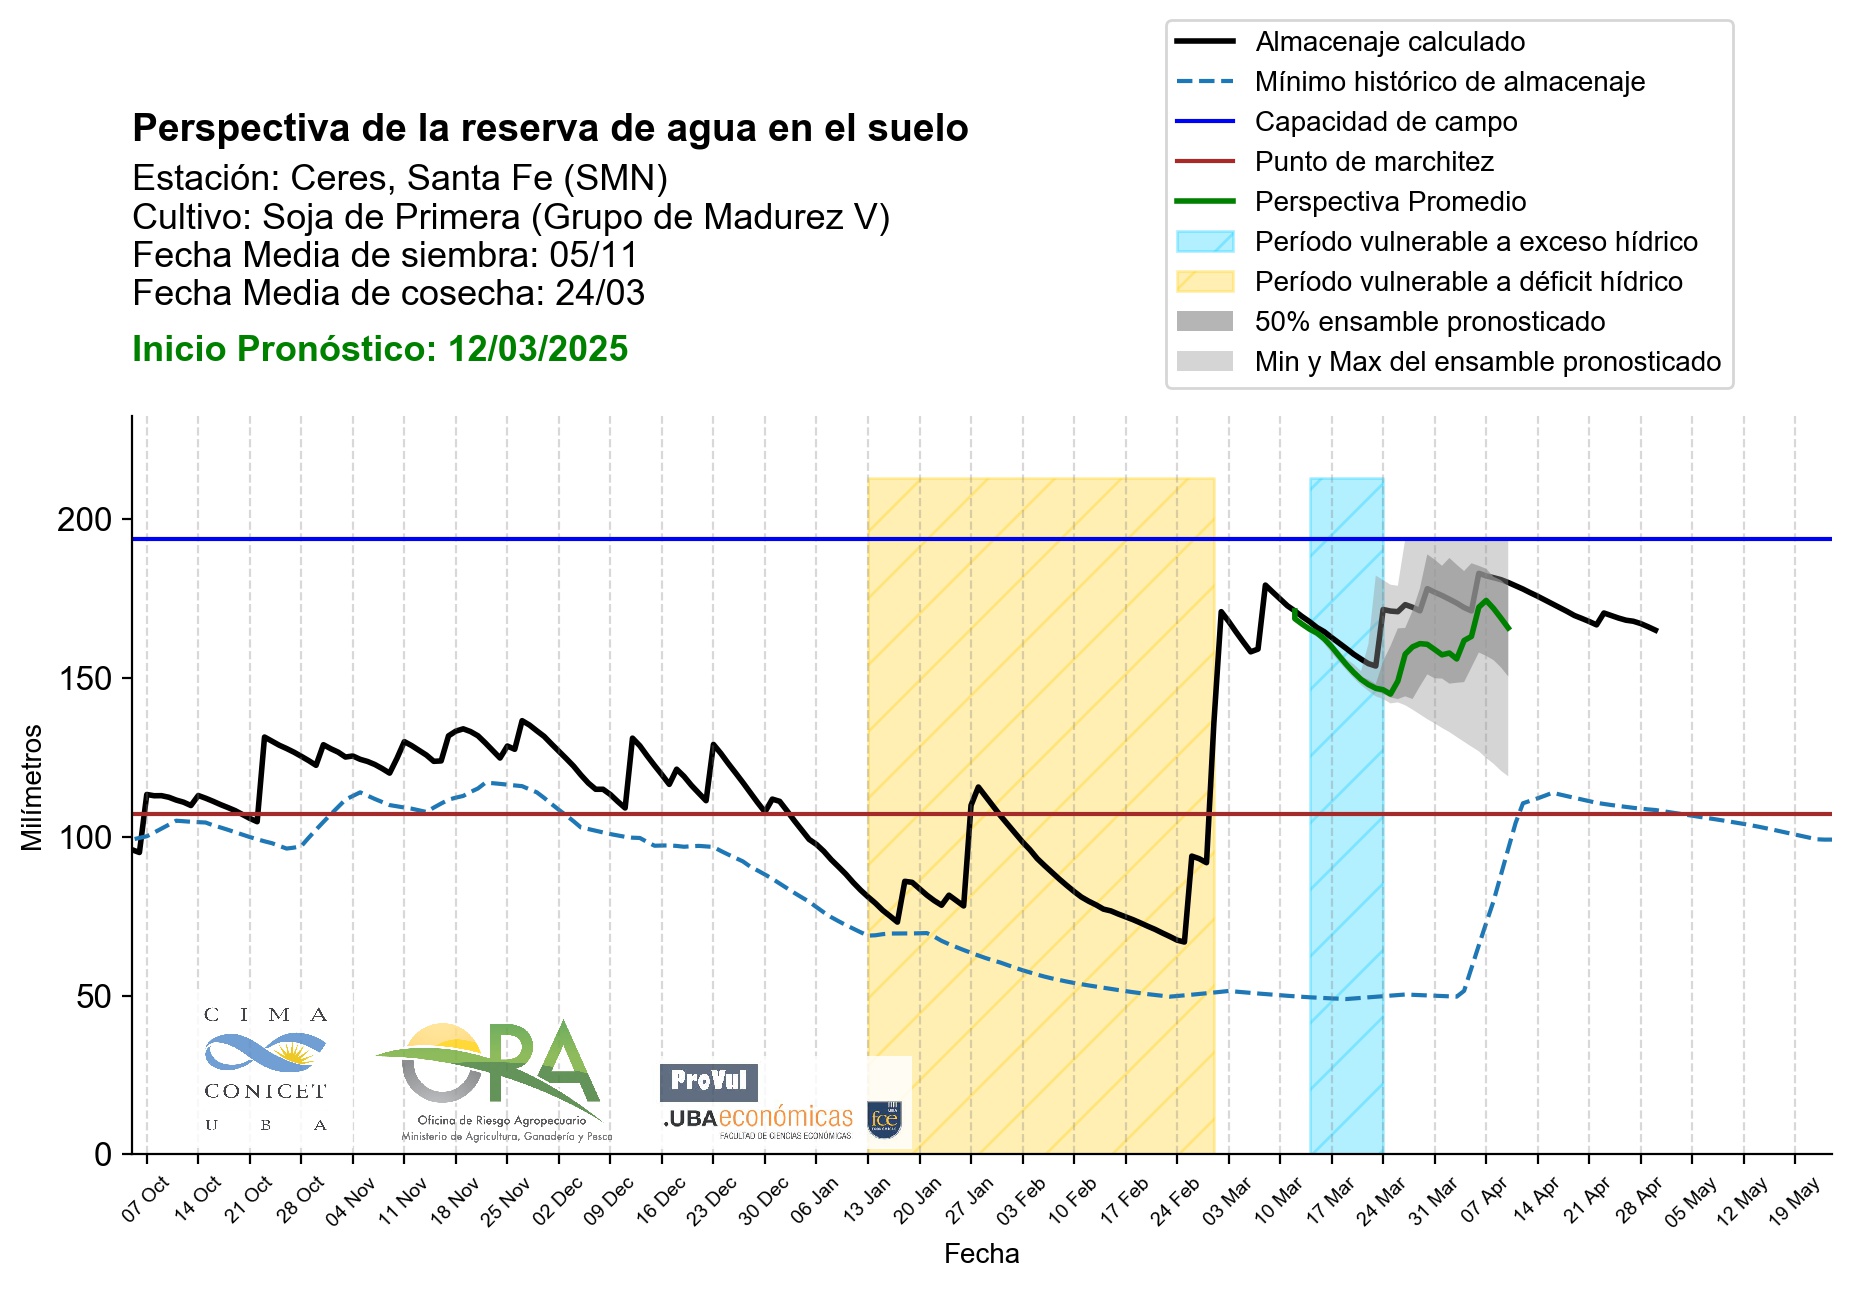 Almacenaje calculado
Mínimo histórico de almacenaje
Capacidad de campo
Punto de marchitez
Perspectiva Promedio
Período vulnerable a exceso hídrico
Período vulnerable a déficit hídrico
50% ensamble pronosticado
Min y Max del ensamble pronosticado
Perspectiva de la reserva de agua en el suelo
Estación: Ceres, Santa Fe (SMN)
Cultivo: Soja de Primera (Grupo de Madurez V)
Fecha Media de siembra: 05/11
Fecha Media de cosecha: 24/03
Inicio Pronóstico: 12/03/2025
Milímetros
200
150
100
50
0
C I M A
CONICET
U B A
ORA
Oficina de Riesgo Agropecuario
Ministerio de Agricultura, Ganadería y Pesca
ProVul
.UBAeconómicas
FACULTAD DE CIENCIAS ECONÓMICAS
UBA
fce
07 Oct
14 Oct
21 Oct
28 Oct
04 Nov
11 Nov
18 Nov
25 Nov
02 Dec
09 Dec
16 Dec
23 Dec
30 Dec
06 Jan
13 Jan
20 Jan
27 Jan
03 Feb
10 Feb
17 Feb
24 Feb
03 Mar
10 Mar
17 Mar
24 Mar
31 Mar
07 Apr
14 Apr
21 Apr
28 Apr
05 May
12 May
19 May
Fecha